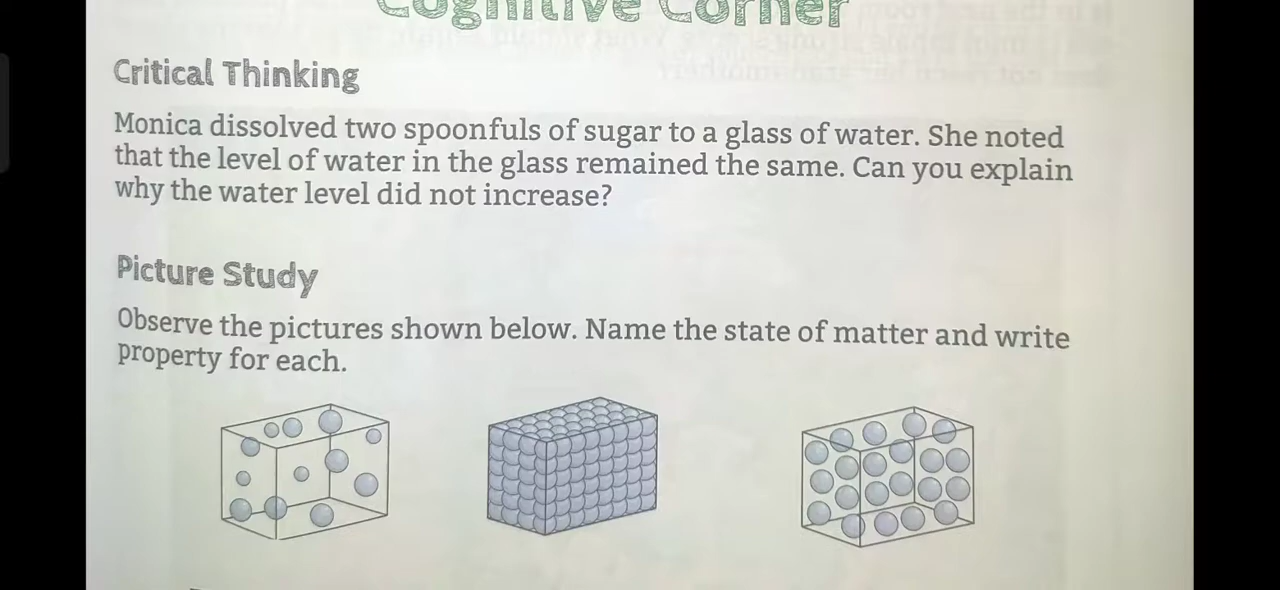 Cognitive Corner
Critical Thinking
Monica dissolved two spoonfuls of sugar to a glass of water. She noted
that the level of water in the glass remained the same. Can you explain
why the water level did not increase?
Picture Study
Observe the pictures shown below. Name the state of matter and write
property for each.